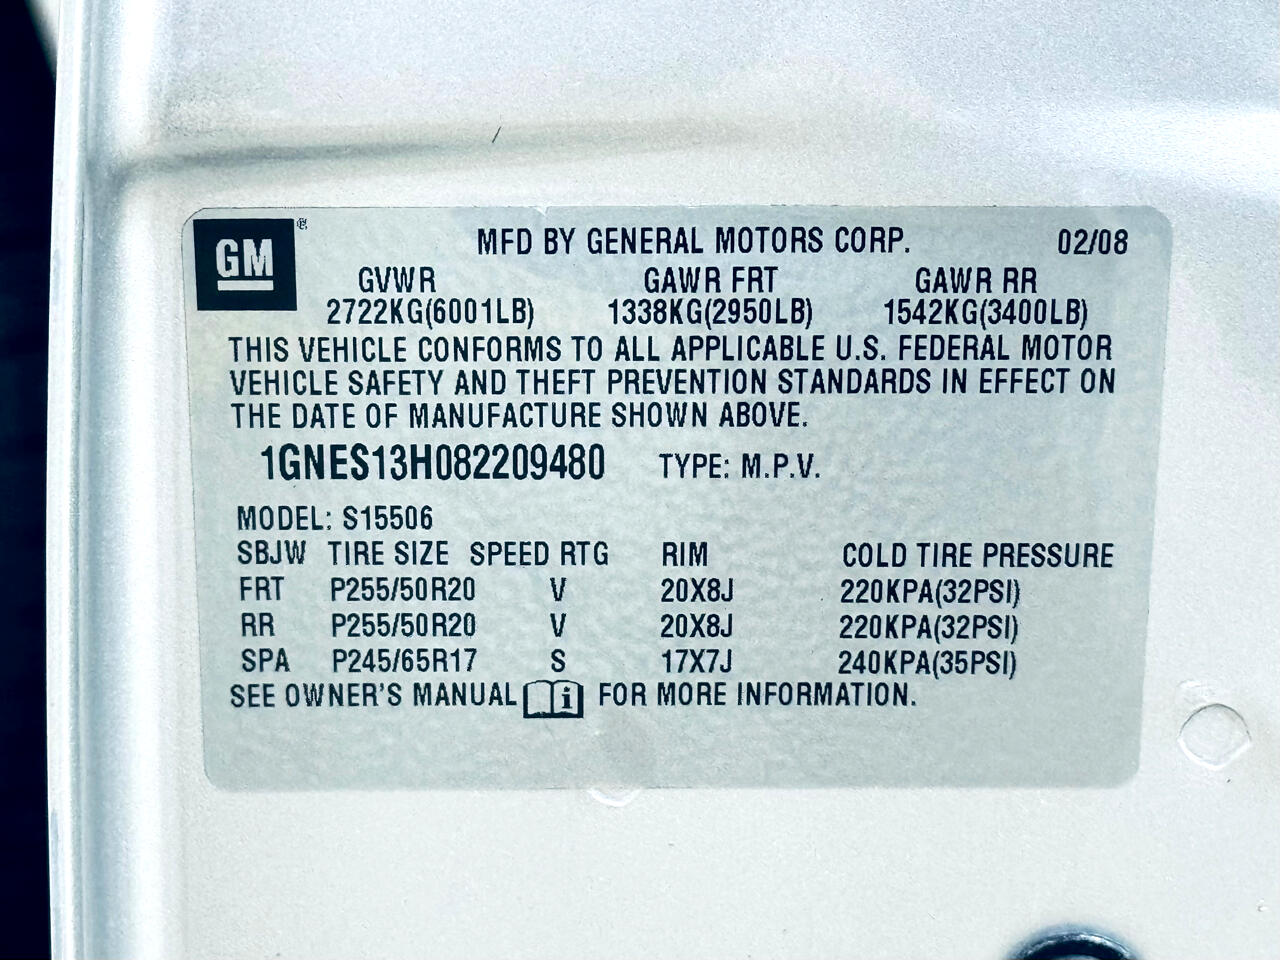 GM
MFD BY GENERAL MOTORS CORP. 02/08
GVWR GAWR FRT GAWR RR
2722KG(6001LB) 1338KG(2950LB) 1542KG(3400LB)
THIS VEHICLE CONFORMS TO ALL APPLICABLE U.S. FEDERAL MOTOR
VEHICLE SAFETY AND THEFT PREVENTION STANDARDS IN EFFECT ON
THE DATE OF MANUFACTURE SHOWN ABOVE.
1GNES13H082209480 TYPE: M.P.V.
MODEL: S15506
SBJW TIRE SIZE SPEED RTG RIM COLD TIRE PRESSURE
FRT P255/50R20 V 20X8J 220KPA(32PSI)
RR P255/50R20 V 20X8J 220KPA(32PSI)
SPA P245/65R17 S 17X7J 240KPA(35PSI)
SEE OWNER'S MANUAL i FOR MORE INFORMATION.